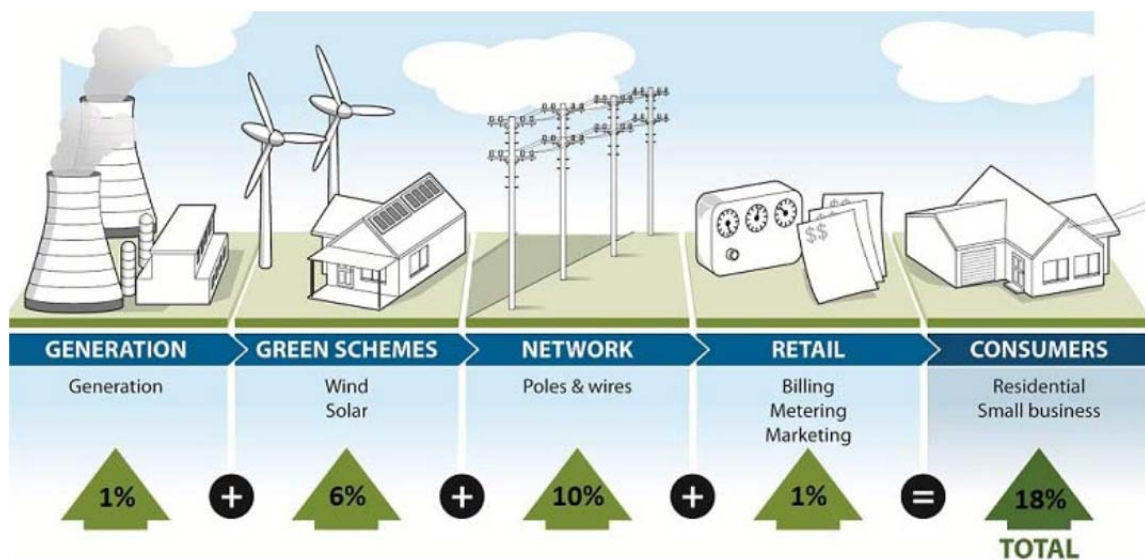 $$
$$
$$
GENERATION
GREEN SCHEMES
NETWORK
RETAIL
CONSUMERS
Generation
Wind
Solar
Poles & wires
Billing
Metering
Marketing
Residential
Small business
1%
+
6%
+
10%
+
1%
=
18%
TOTAL